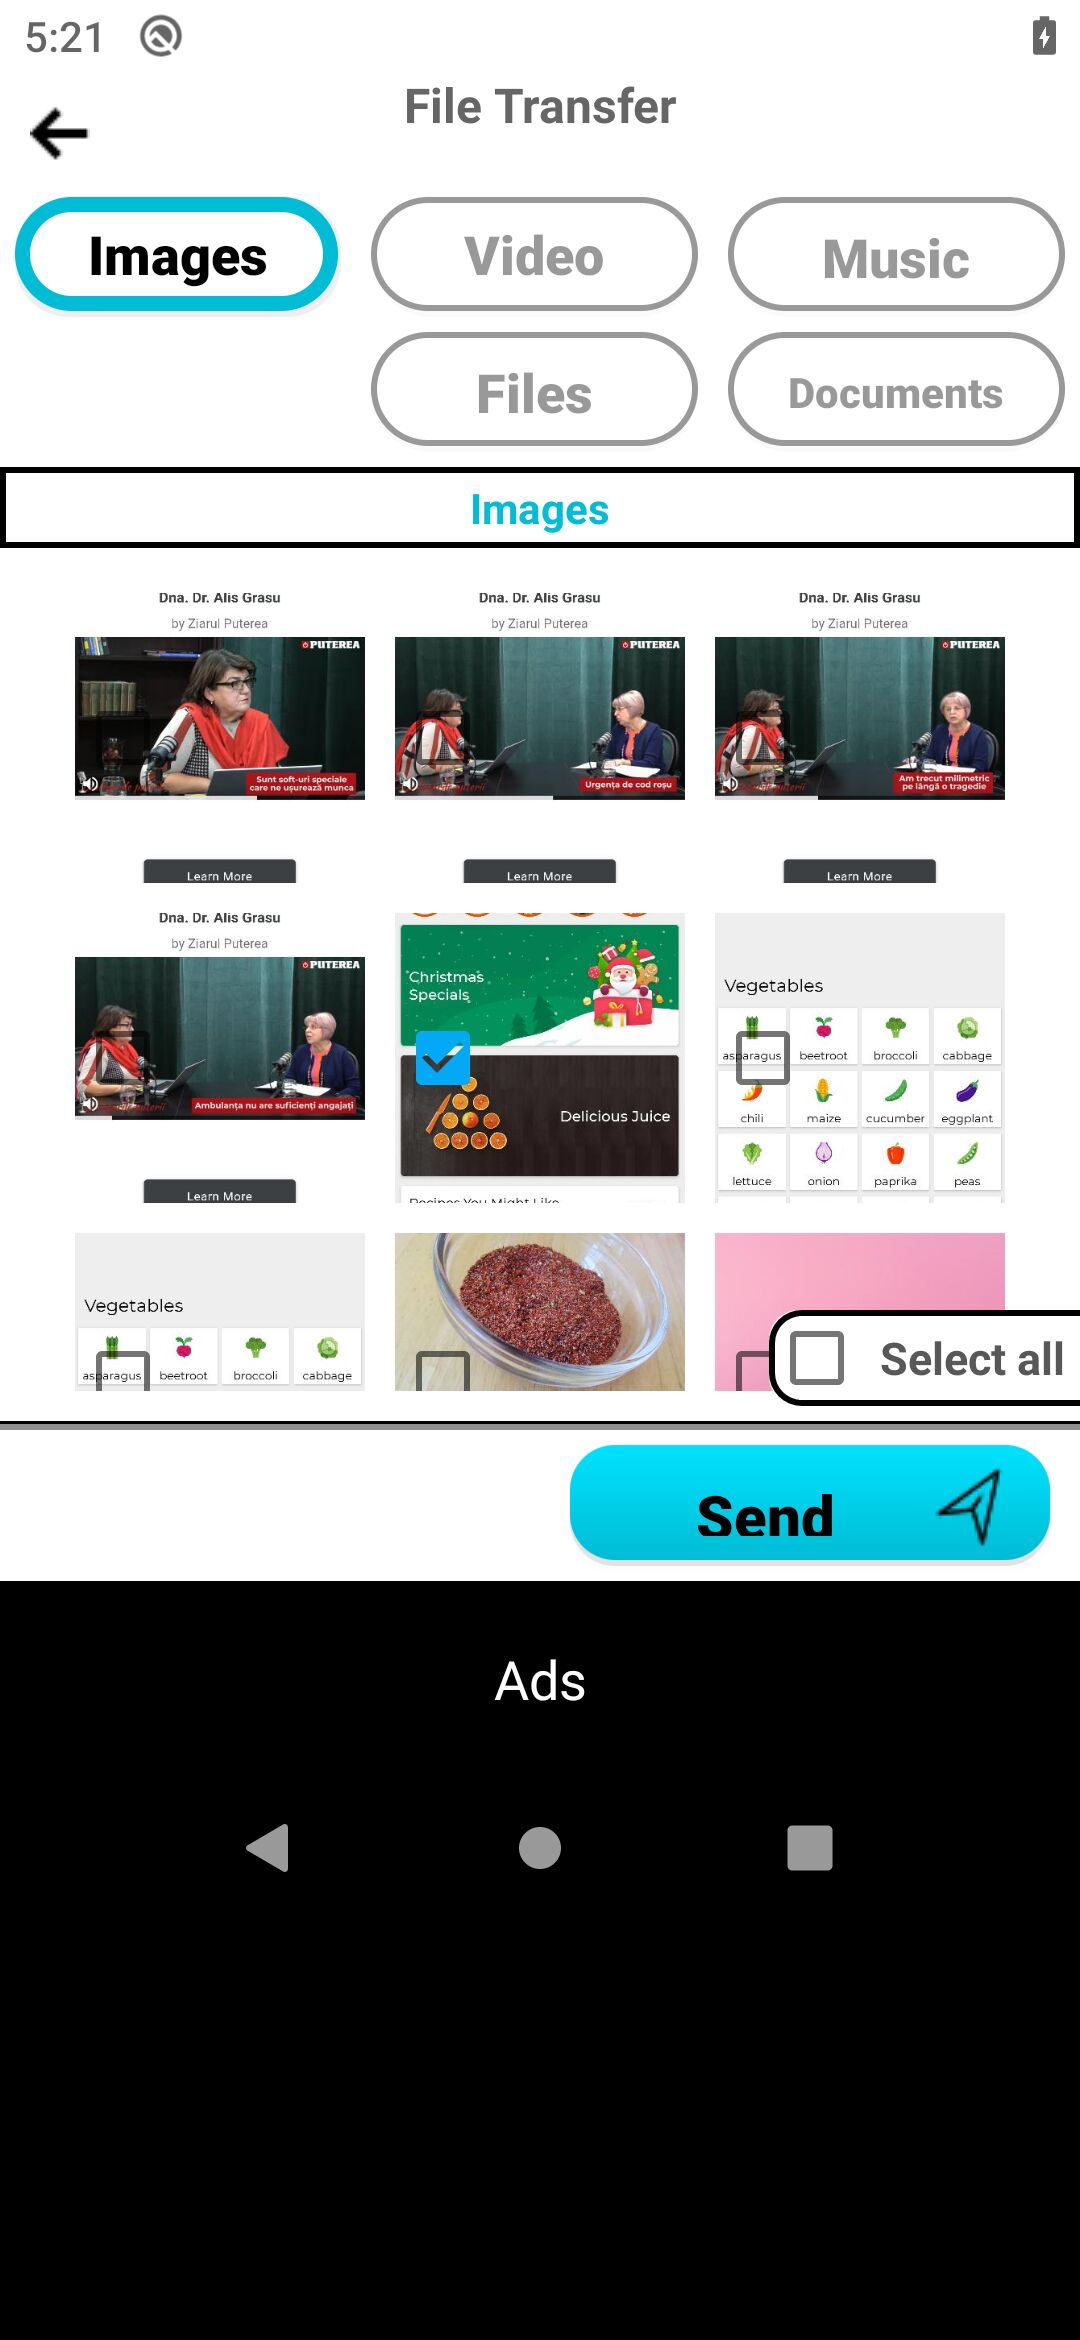 5:21
File Transfer
Images
Video
Music
Files
Documents
Images
Dna. Dr. Alis Grasu
by Ziarul Puterea
PUTEREA
Sunt soft-uri speciale
care ne ușurează munca
Learn More
Dna. Dr. Alis Grasu
by Ziarul Puterea
PUTEREA
Urgența de cod roșu
Learn More
Dna. Dr. Alis Grasu
by Ziarul Puterea
PUTEREA
Am trecut milimetric
pe lângă o tragedie
Learn More
Dna. Dr. Alis Grasu
by Ziarul Puterea
PUTEREA
Ambulanța nu are suficienți angajați
Learn More
Christmas
Specials
Delicious Juice
Recipes You Might Like
Vegetables
asparagus beetroot broccoli cabbage
chili maize cucumber eggplant
lettuce onion paprika peas
Vegetables
asparagus beetroot broccoli cabbage
Select all
Send
Ads